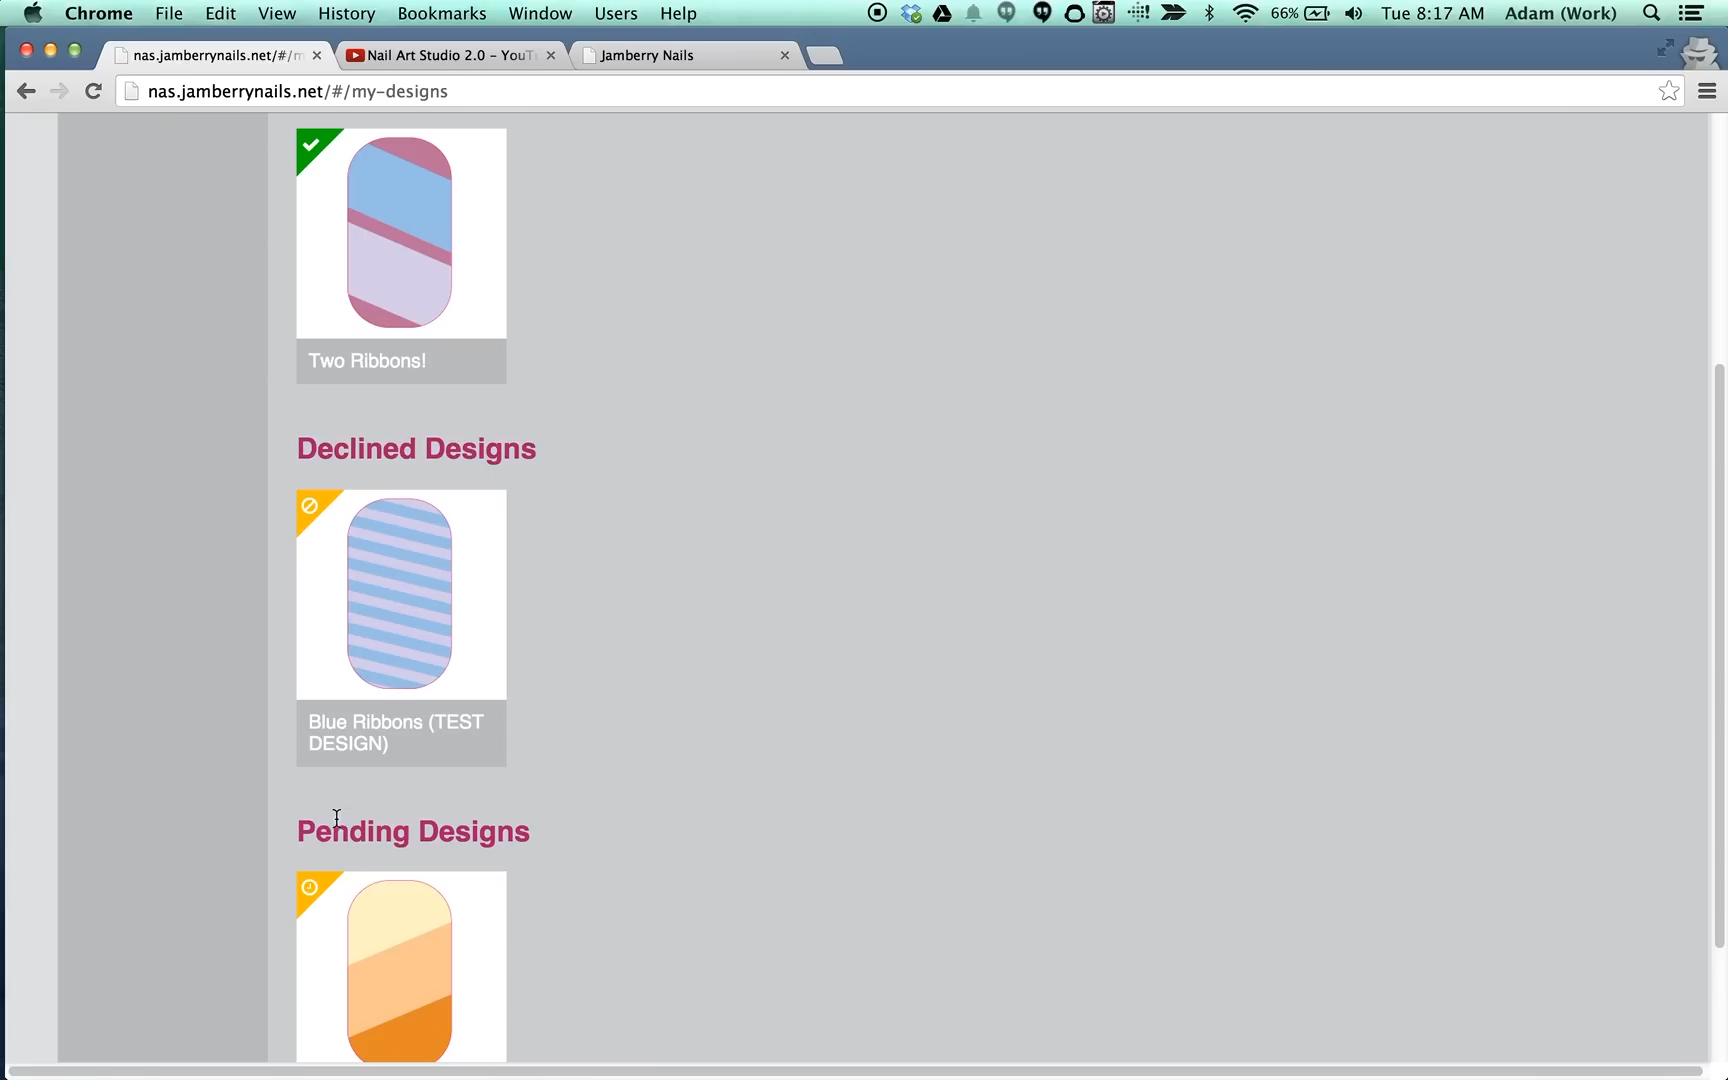 Chrome File Edit View History Bookmarks Window Users Help 66% Tue 8:17 AM Adam (Work)
nas.jamberrynails.net/#/m Nail Art Studio 2.0 – YouT Jamberry Nails
nas.jamberrynails.net/#/my-designs
Two Ribbons!
Declined Designs
Blue Ribbons (TEST
DESIGN)
Pending Designs